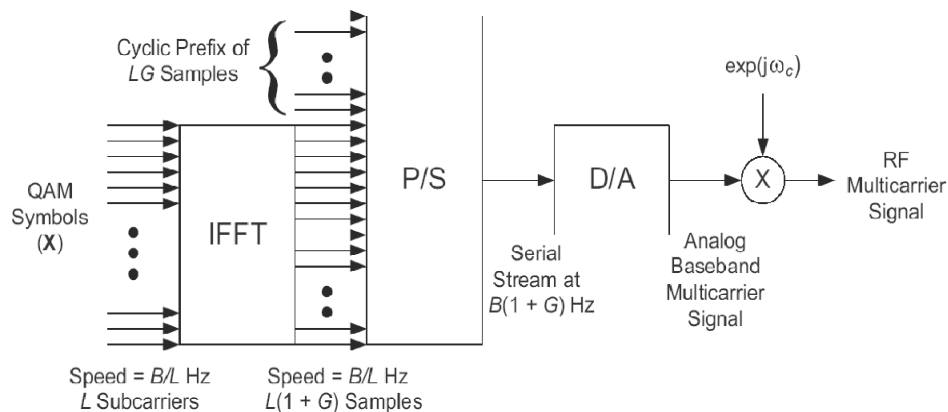 Cyclic Prefix of
LG Samples
exp(jωc)
QAM
Symbols
(X)
IFFT
P/S
D/A
X
RF
Multicarrier
Signal
Serial
Stream at
B(1 + G) Hz
Analog
Baseband
Multicarrier
Signal
Speed = B/L Hz
L Subcarriers
Speed = B/L Hz
L(1 + G) Samples